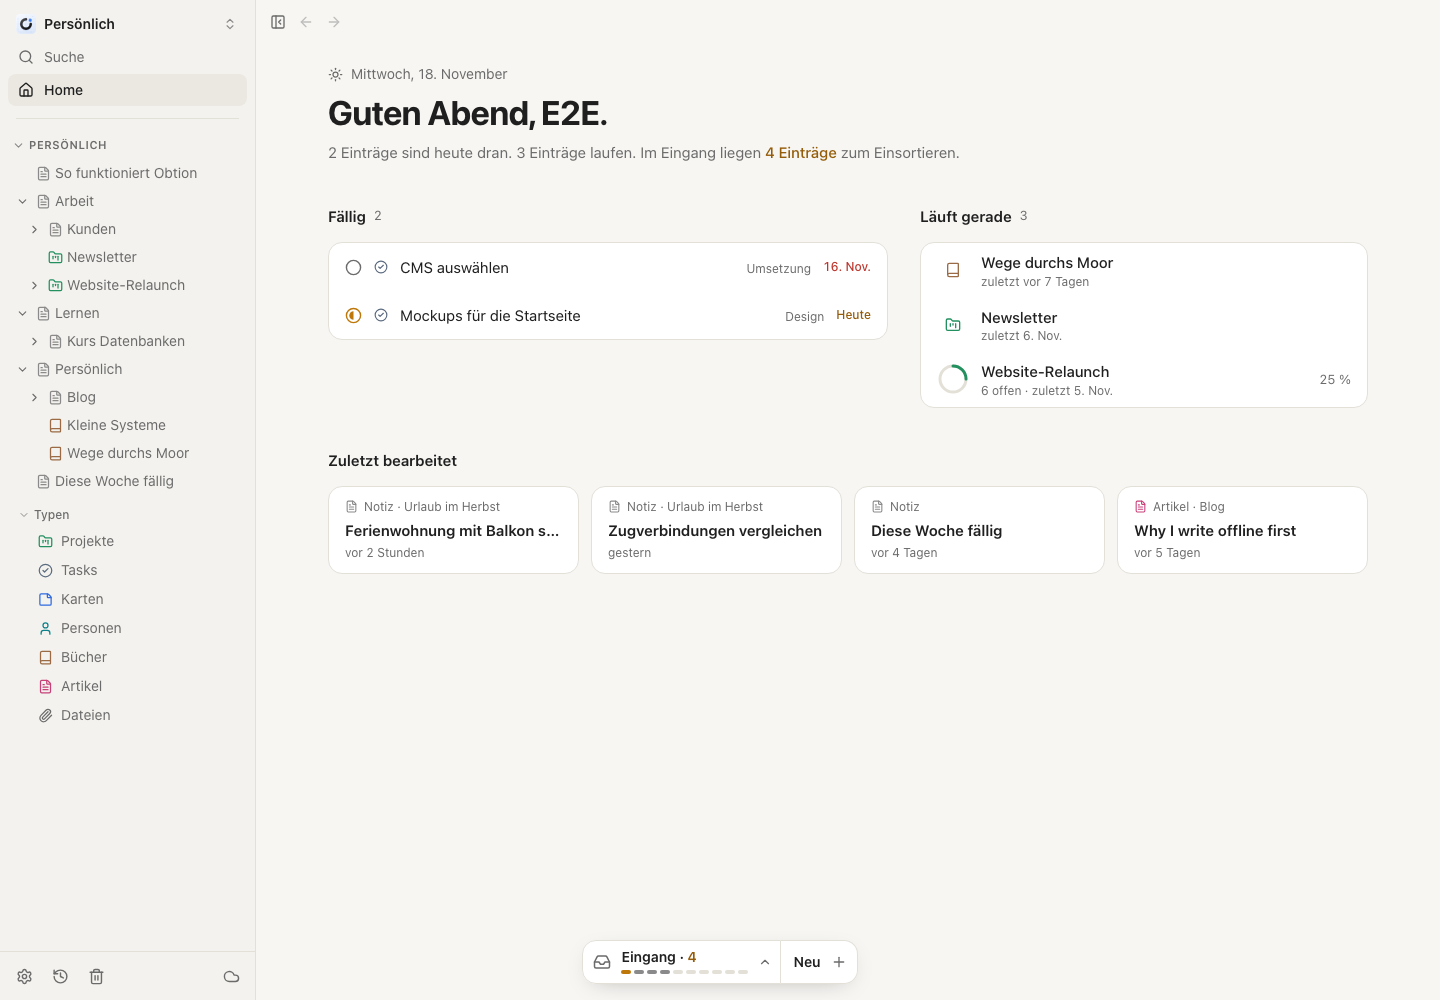 Persönlich
Suche
Home
PERSÖNLICH
So funktioniert Obtion
Arbeit
Kunden
Newsletter
Website-Relaunch
Lernen
Kurs Datenbanken
Persönlich
Blog
Kleine Systeme
Wege durchs Moor
Diese Woche fällig
Typen
Projekte
Tasks
Karten
Personen
Bücher
Artikel
Dateien
Mittwoch, 18. November
Guten Abend, E2E.
2 Einträge sind heute dran. 3 Einträge laufen. Im Eingang liegen 4 Einträge zum Einsortieren.
Fällig 2
CMS auswählen Umsetzung 16. Nov.
Mockups für die Startseite Design Heute
Läuft gerade 3
Wege durchs Moor
zuletzt vor 7 Tagen
Newsletter
zuletzt 6. Nov.
Website-Relaunch
6 offen · zuletzt 5. Nov.
25 %
Zuletzt bearbeitet
Notiz · Urlaub im Herbst
Ferienwohnung mit Balkon s...
vor 2 Stunden
Notiz · Urlaub im Herbst
Zugverbindungen vergleichen
gestern
Notiz
Diese Woche fällig
vor 4 Tagen
Artikel · Blog
Why I write offline first
vor 5 Tagen
Eingang · 4
Neu